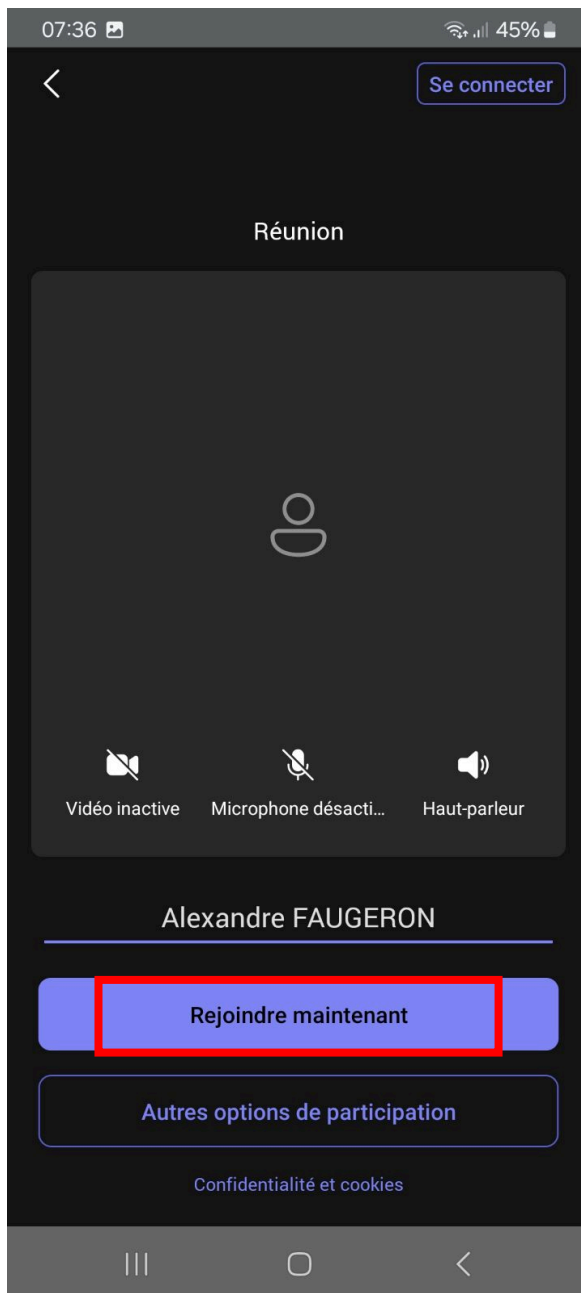 07:36
45%
Se connecter
Réunion
Vidéo inactive Microphone désacti... Haut-parleur
Alexandre FAUGERON
Rejoindre maintenant
Autres options de participation
Confidentialité et cookies